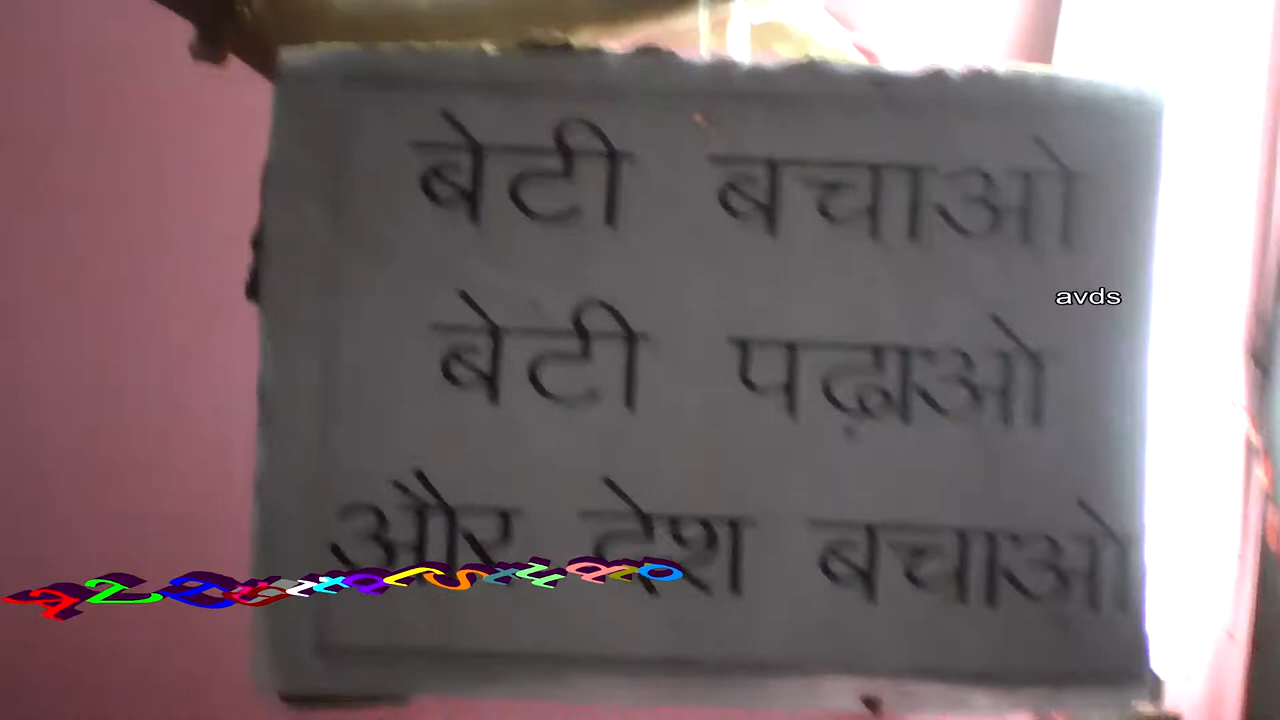 बेटी बचाओ
avds
बेटी पढ़ाओ
और देश बचाओ